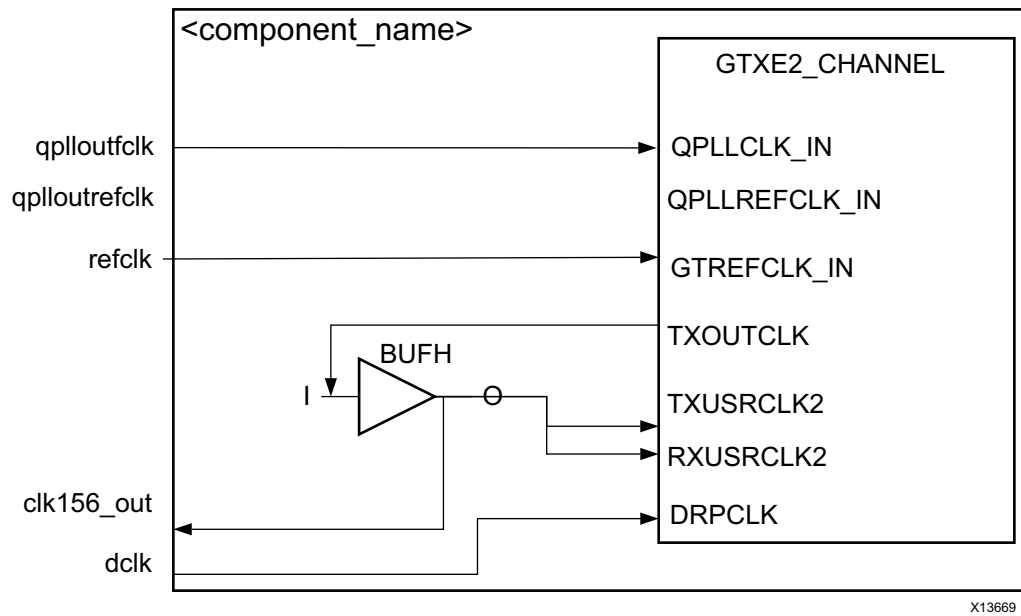 <component_name>
GTXE2_CHANNEL
qplloutfclk
QPLLCLK_IN
qplloutrefclk
QPLLREFCLK_IN
refclk
GTREFCLK_IN
TXOUTCLK
BUFH
I
O
TXUSRCLK2
RXUSRCLK2
clk156_out
DRPCLK
dclk
X13669